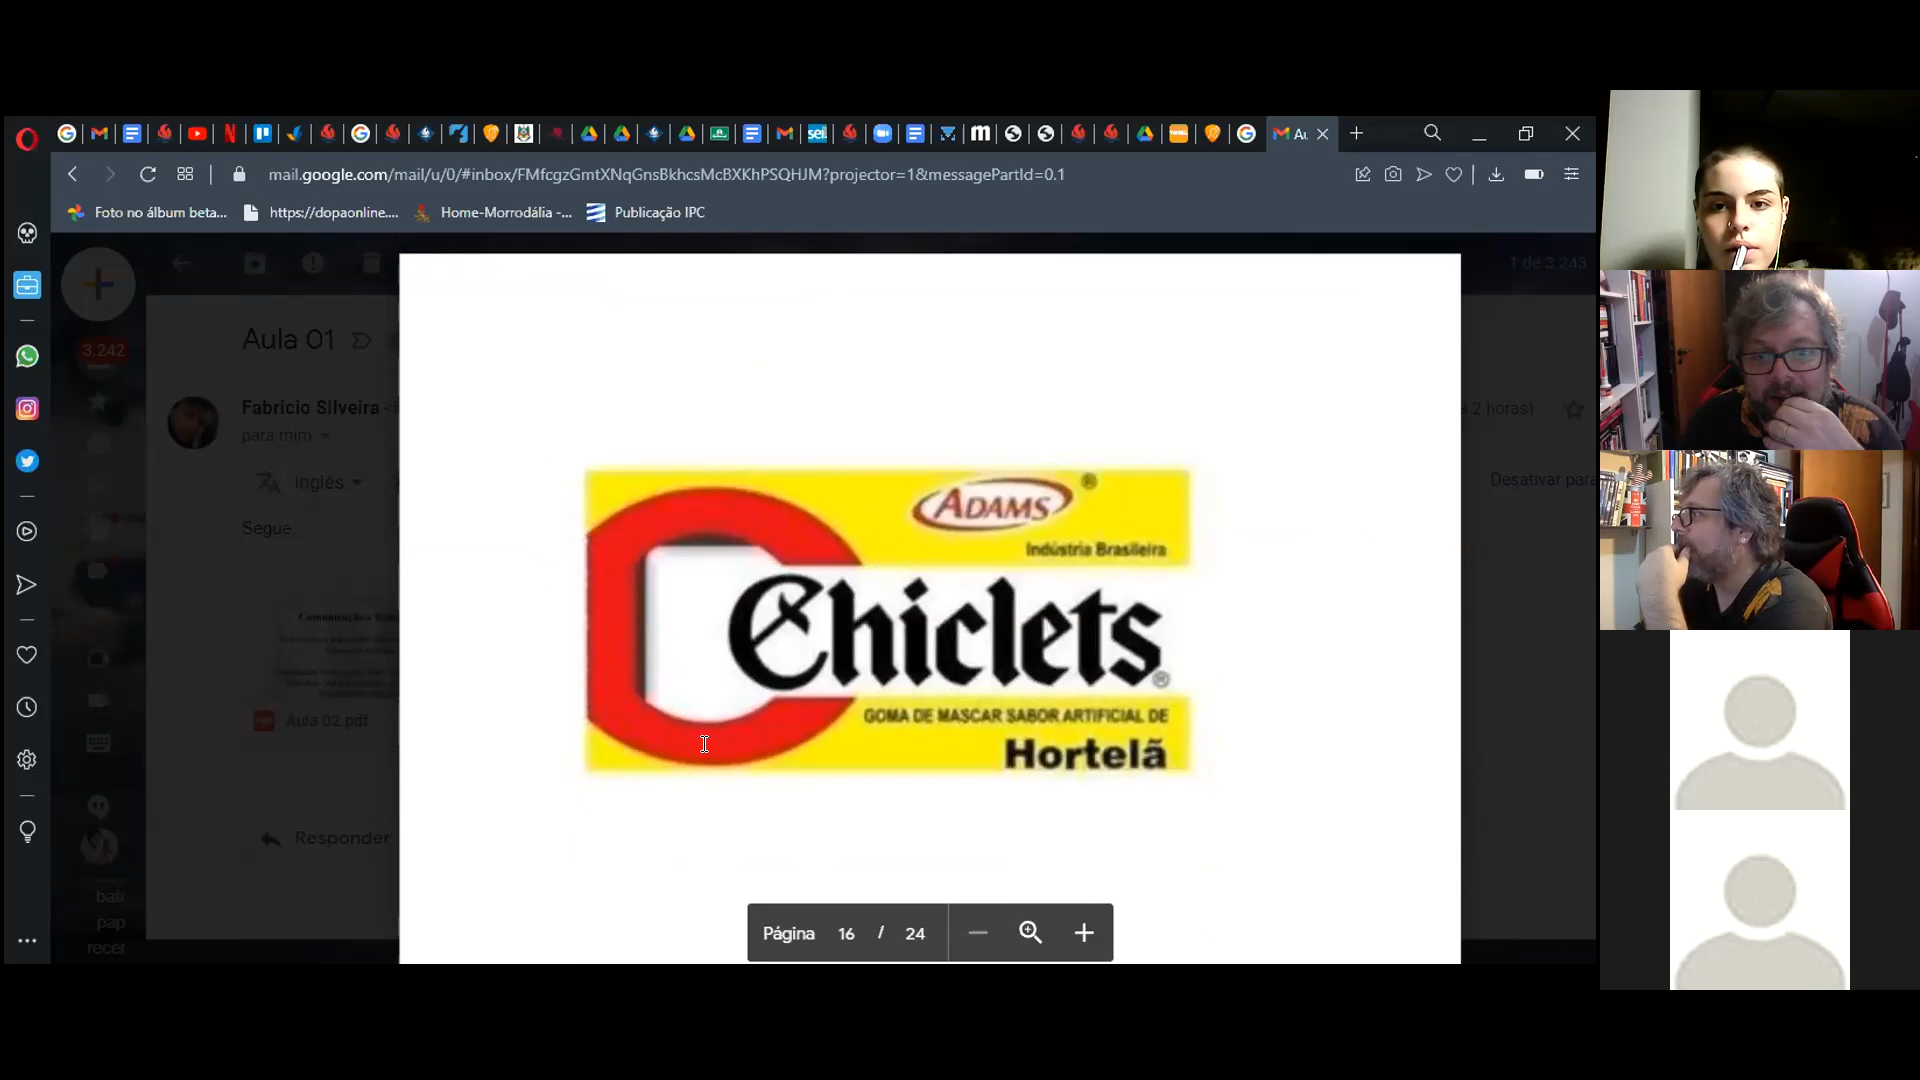 Au
mail.google.com/mail/u/0/#inbox/FMfcgzGmtXNqGnsBkhcsMcBXKhPSQHJM?projector=1&messagePartId=0.1
Foto no álbum beta... https://dopaonline.... Home-Morrodália -... Publicação IPC
1 de 3.243
Aula 01
3.242
Fabricio Silveira
para mim
2 horas)
inglês
Desativar para
Segue.
Aula 02.pdf
Responder
ADAMS ®
Indústria Brasileira
Chiclets ®
GOMA DE MASCAR SABOR ARTIFICIAL DE
Hortelã
Página 16 / 24